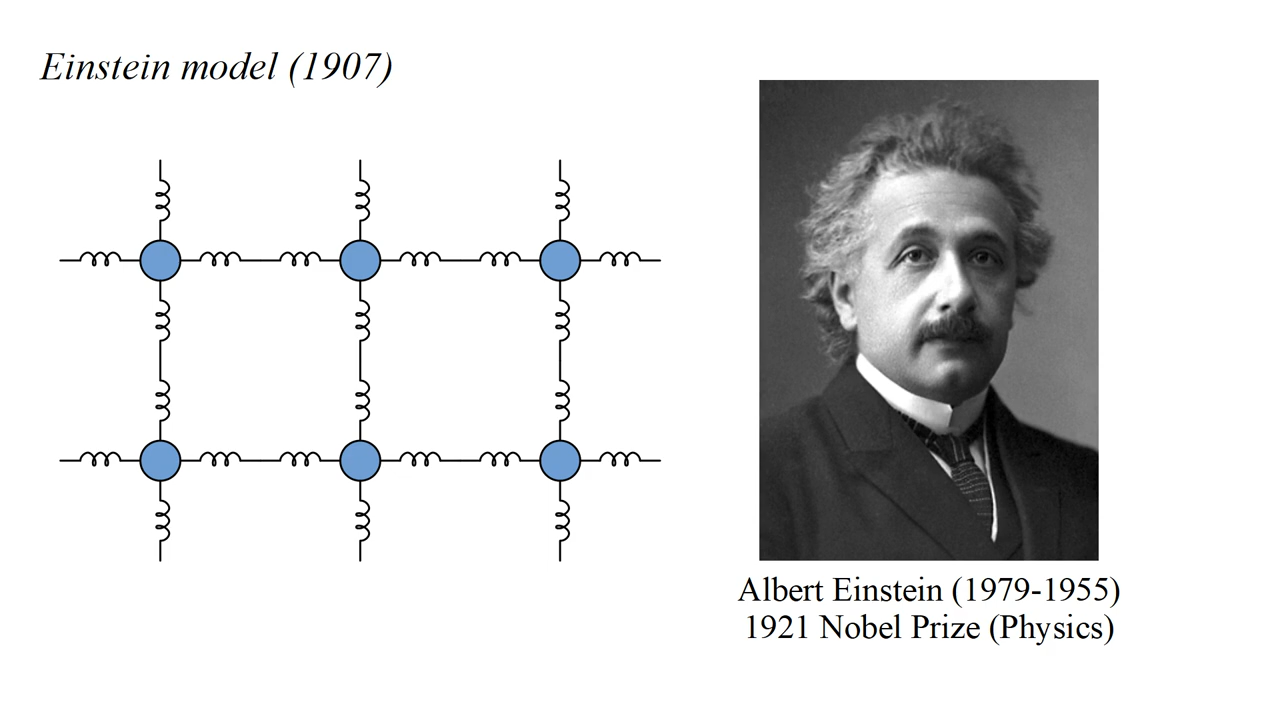 Einstein model (1907)
Albert Einstein (1979-1955)
1921 Nobel Prize (Physics)